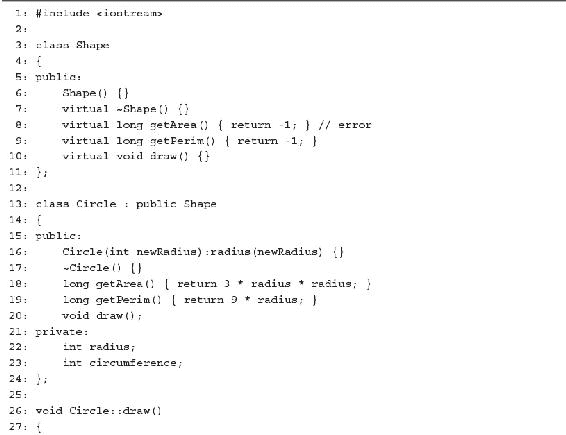 1: #include <iostream>
2:
3: class Shape
4: {
5: public:
6:     Shape() {}
7:     virtual ~Shape() {}
8:     virtual long getArea() { return -1; } // error
9:     virtual long getPerim() { return -1; }
10:     virtual void draw() {}
11: };
12:
13: class Circle : public Shape
14: {
15: public:
16:     Circle(int newRadius):radius(newRadius) {}
17:     ~Circle() {}
18:     long getArea() { return 3 * radius * radius; }
19:     long getPerim() { return 9 * radius; }
20:     void draw();
21: private:
22:     int radius;
23:     int circumference;
24: };
25:
26: void Circle::draw()
27: {